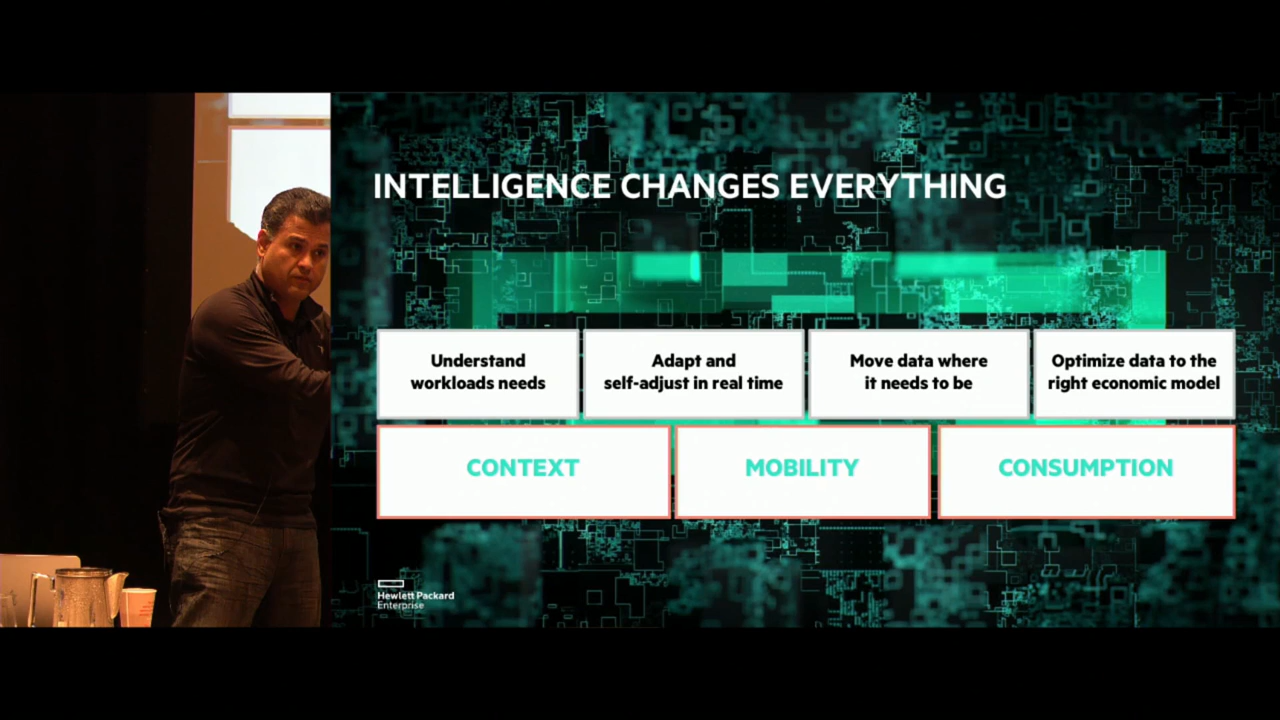 INTELLIGENCE CHANGES EVERYTHING
Understand
workloads needs
Adapt and
self-adjust in real time
Move data where
it needs to be
Optimize data to the
right economic model
CONTEXT
MOBILITY
CONSUMPTION
Hewlett Packard
Enterprise